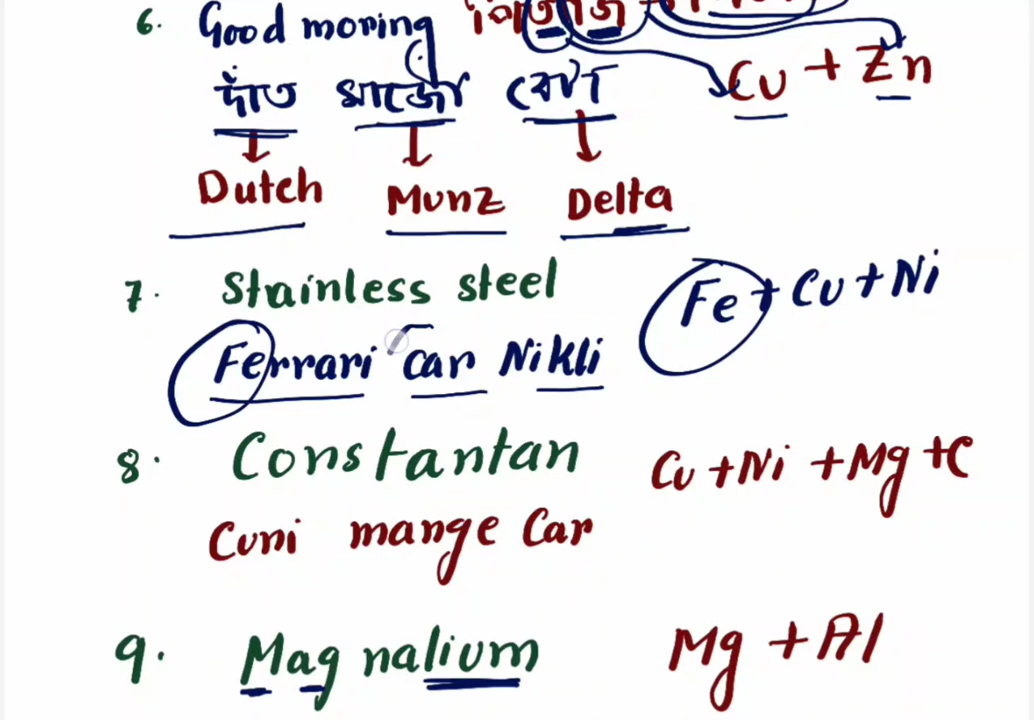 6. Good moring
Cu + Zn
দাঁত মাজো বেণী
Dutch Munz Delta
7. Stainless steel Fe + Cu + Ni
Ferrari Car Nikli
8. Constantan Cu + Ni + Mg + C
Cuni mange Car
9. Magnalium Mg + Al